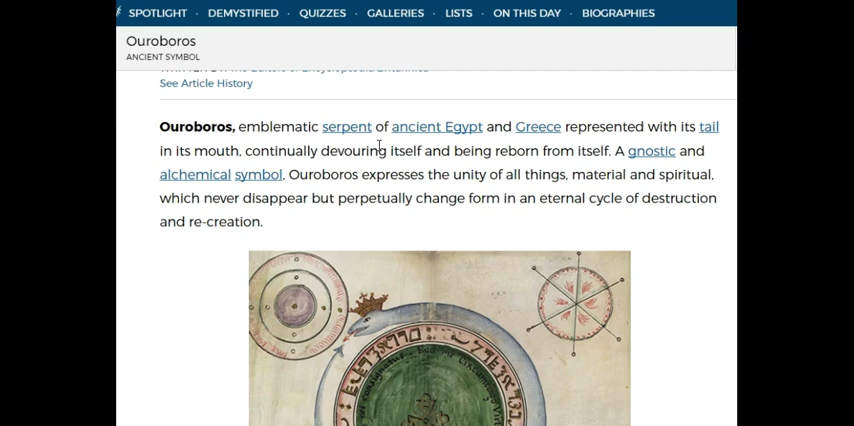 SPOTLIGHT · DEMYSTIFIED · QUIZZES · GALLERIES · LISTS · ON THIS DAY · BIOGRAPHIES
Ouroboros
ANCIENT SYMBOL
See Article History
Ouroboros, emblematic serpent of ancient Egypt and Greece represented with its tail
in its mouth, continually devouring itself and being reborn from itself. A gnostic and
alchemical symbol, Ouroboros expresses the unity of all things, material and spiritual,
which never disappear but perpetually change form in an eternal cycle of destruction
and re-creation.